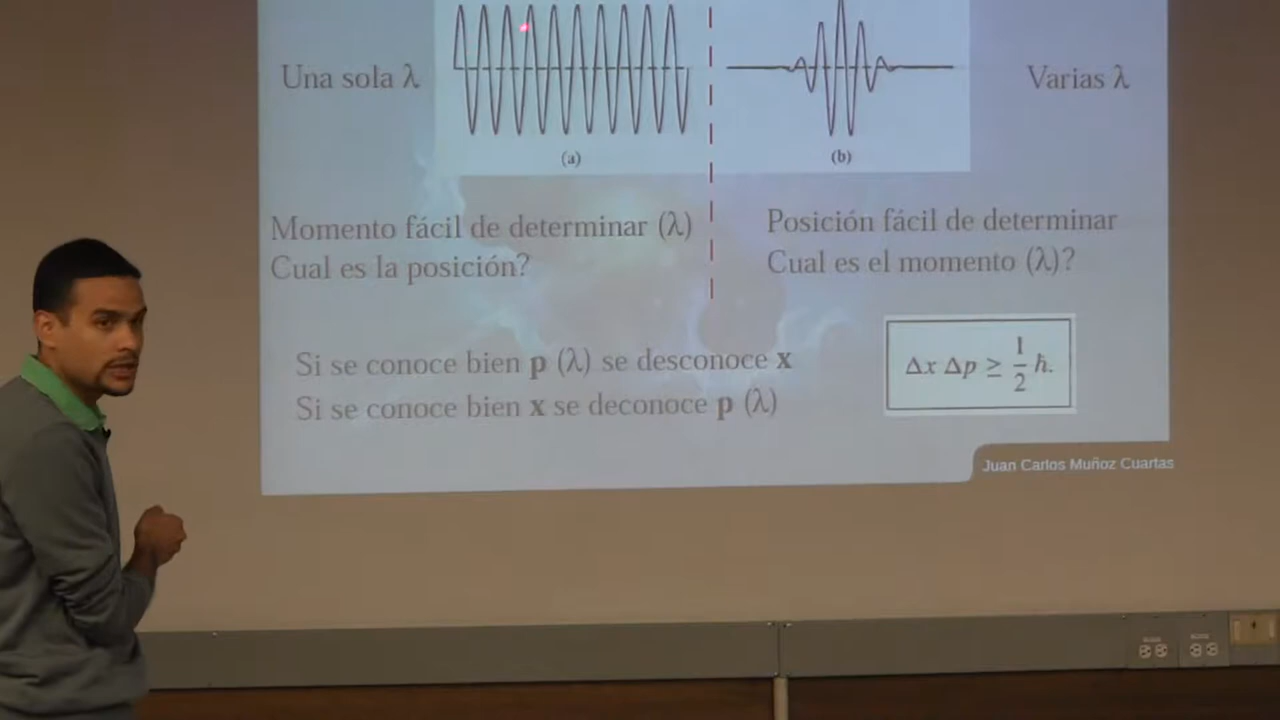 Una sola λ
Varias λ
(a)
(b)
Momento fácil de determinar (λ)
Cual es la posición?
Posición fácil de determinar
Cual es el momento (λ)?
Si se conoce bien p (λ) se desconoce x
Si se conoce bien x se deconoce p (λ)
Δx Δp ≥ 1/2 ħ.
Juan Carlos Muñoz Cuartas